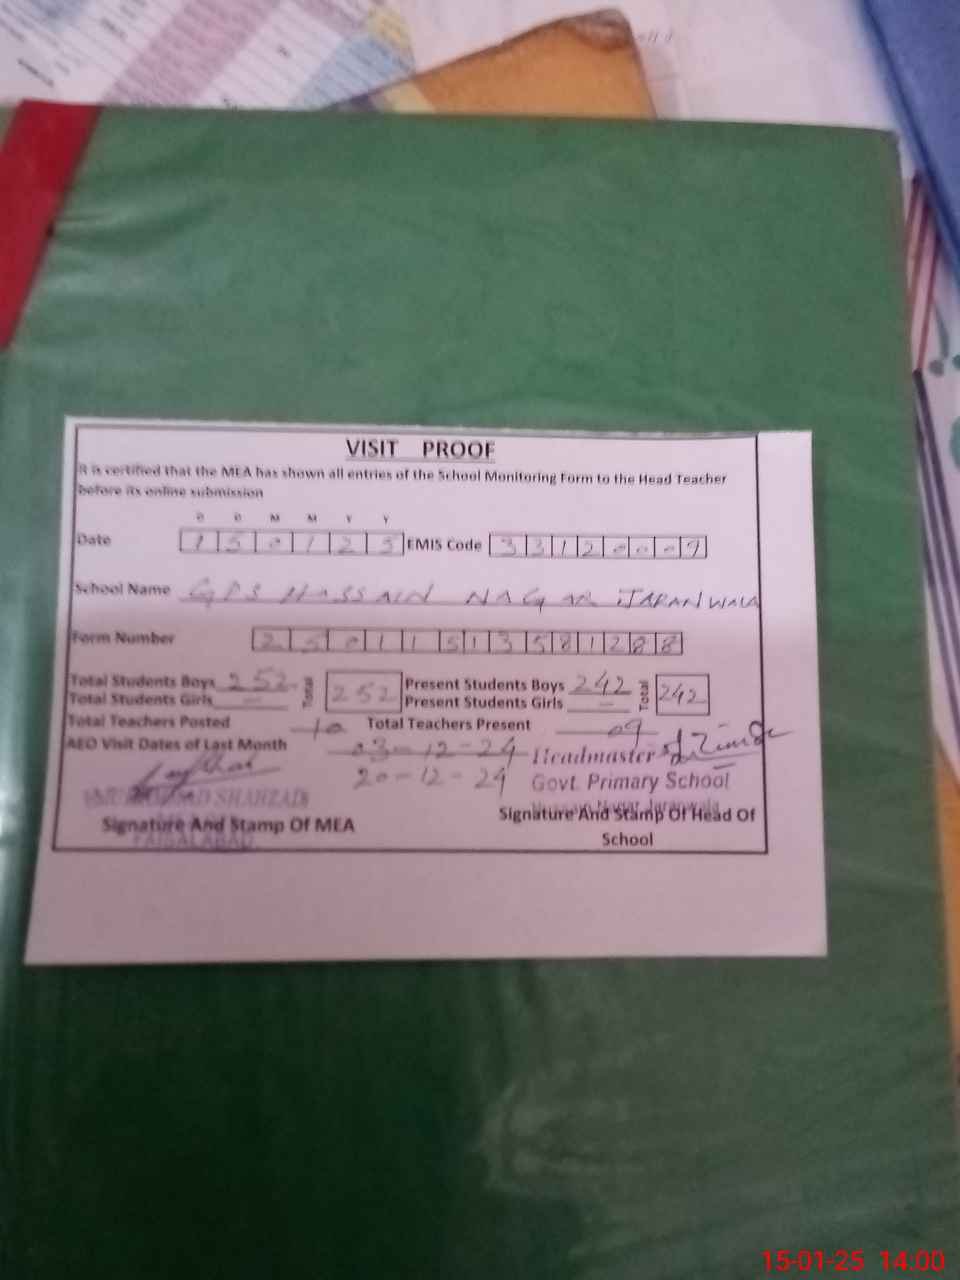 VISIT PROOF
It is certified that the MEA has shown all entries of the School Monitoring Form to the Head Teacher
before its online submission
D D M M Y Y
Date 1 5 0 1 2 5 EMIS Code 3 3 1 2 0 0 0 9
School Name GPS HUSSAIN NAGAR JARANWALA
Form Number 2 5 0 1 1 5 1 3 5 8 1 2 8 8
Total Students Boys 252 Total 252 Present Students Boys 242 Total 242
Total Students Girls — Present Students Girls —
Total Teachers Posted 10 Total Teachers Present 09
AEO Visit Dates of Last Month 03-12-24 Headmaster
20-12-24 Govt. Primary School
SHAHZAD Hussain Nagar Jaranwala
Signature And Stamp Of MEA Signature And Stamp Of Head Of
FAISALABAD School
15-01-25 14:00